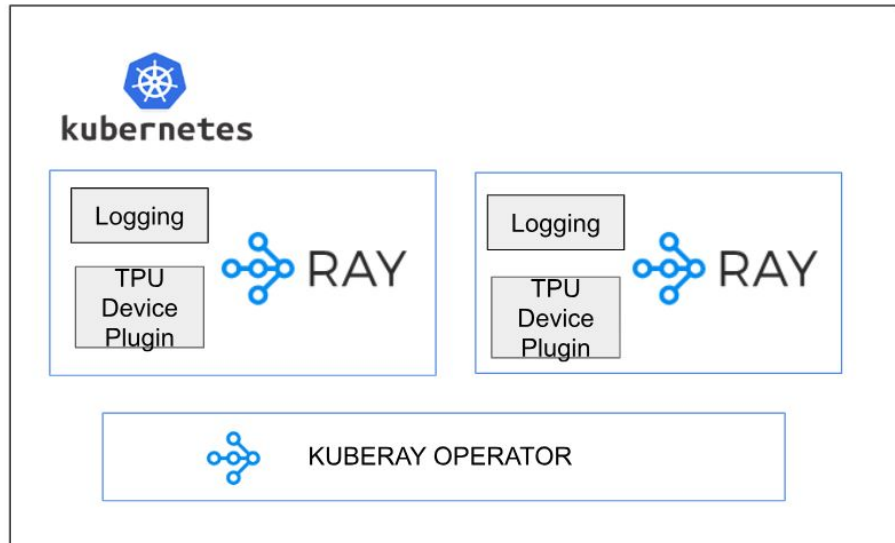 kubernetes
Logging
RAY
TPU
Device
Plugin
Logging
RAY
TPU
Device
Plugin
KUBERAY OPERATOR